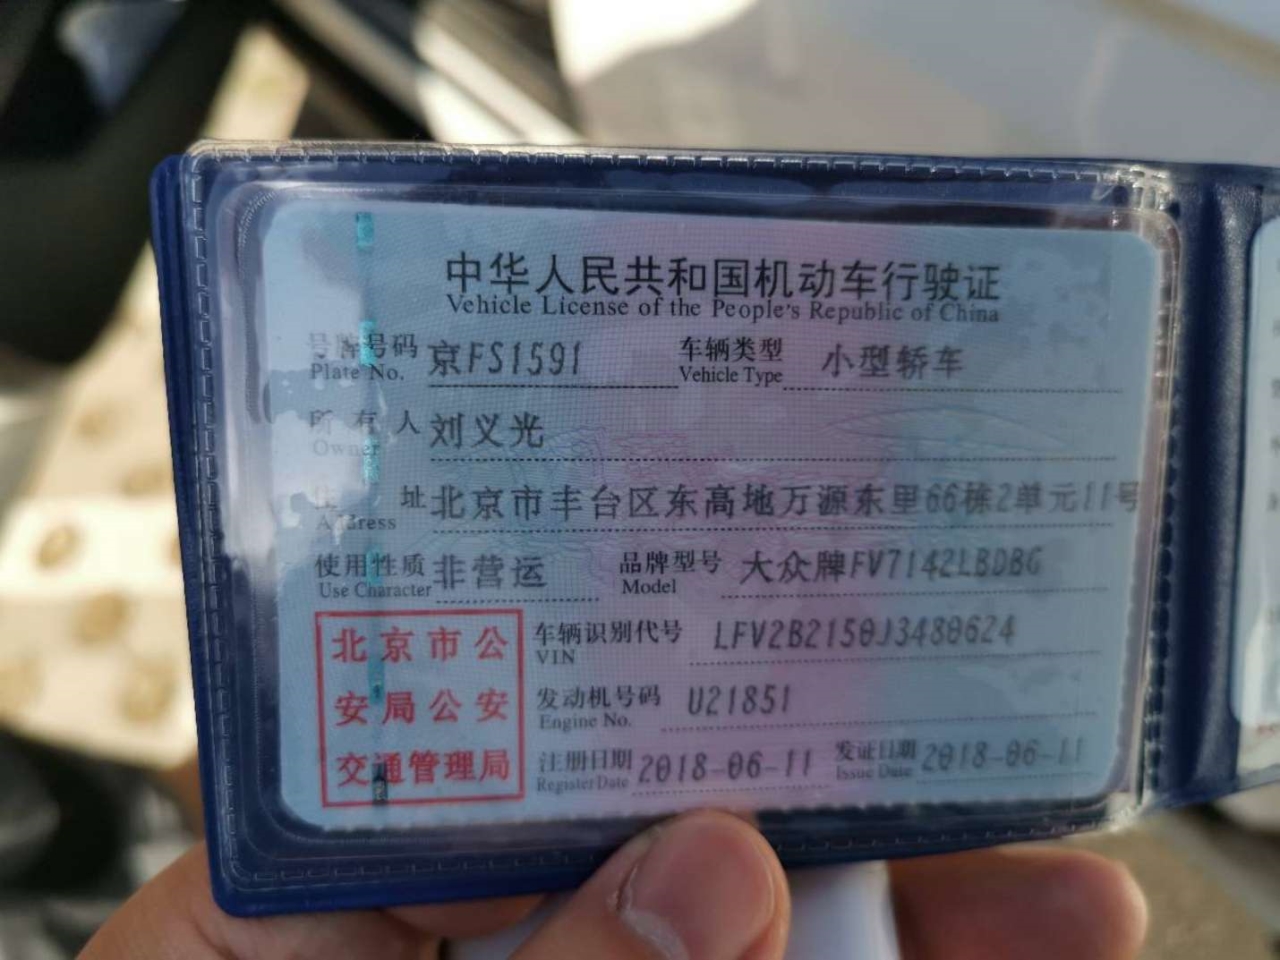 中华人民共和国机动车行驶证
Vehicle License of the People's Republic of China
号牌号码 京FS1591 车辆类型 小型轿车
Plate No. Vehicle Type
所有人 刘义光
Owner
住址 北京市丰台区东高地万源东里66栋2单元11号
Address
使用性质 非营运 品牌型号 大众牌FV7142LBDBG
Use Character Model
北京市公
安局公安
交通管理局
车辆识别代号 LFV2B2150J3480624
VIN
发动机号码 U21851
Engine No.
注册日期 2018-06-11 发证日期 2018-06-11
Register Date Issue Date